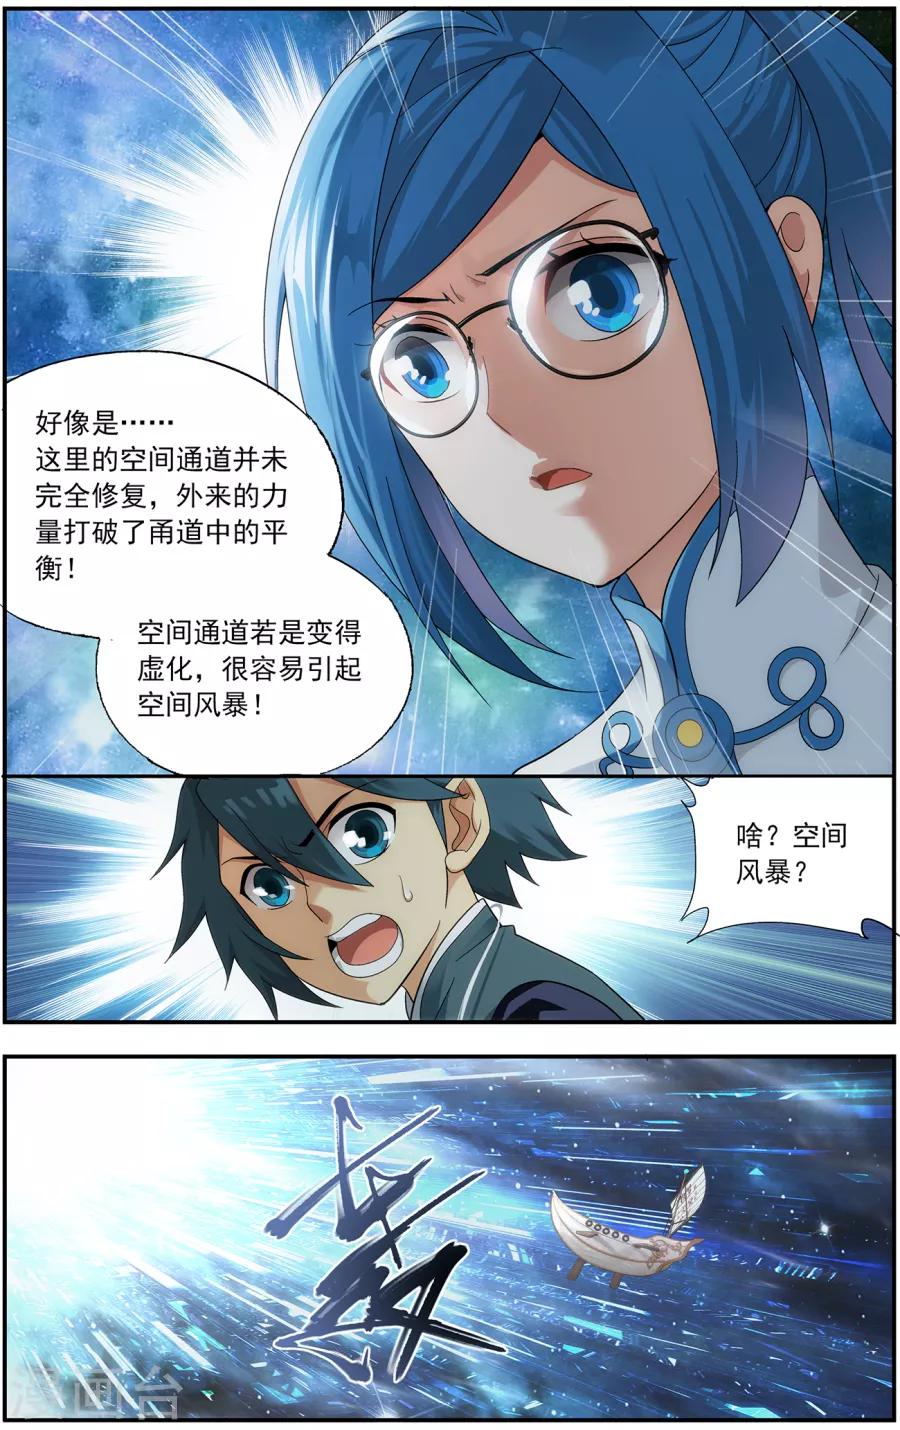 好像是……
这里的空间通道并未
完全修复，外来的力
量打破了甬道中的平
衡！
空间通道若是变得
虚化，很容易引起
空间风暴！
啥？空间
风暴？
轰
漫画台